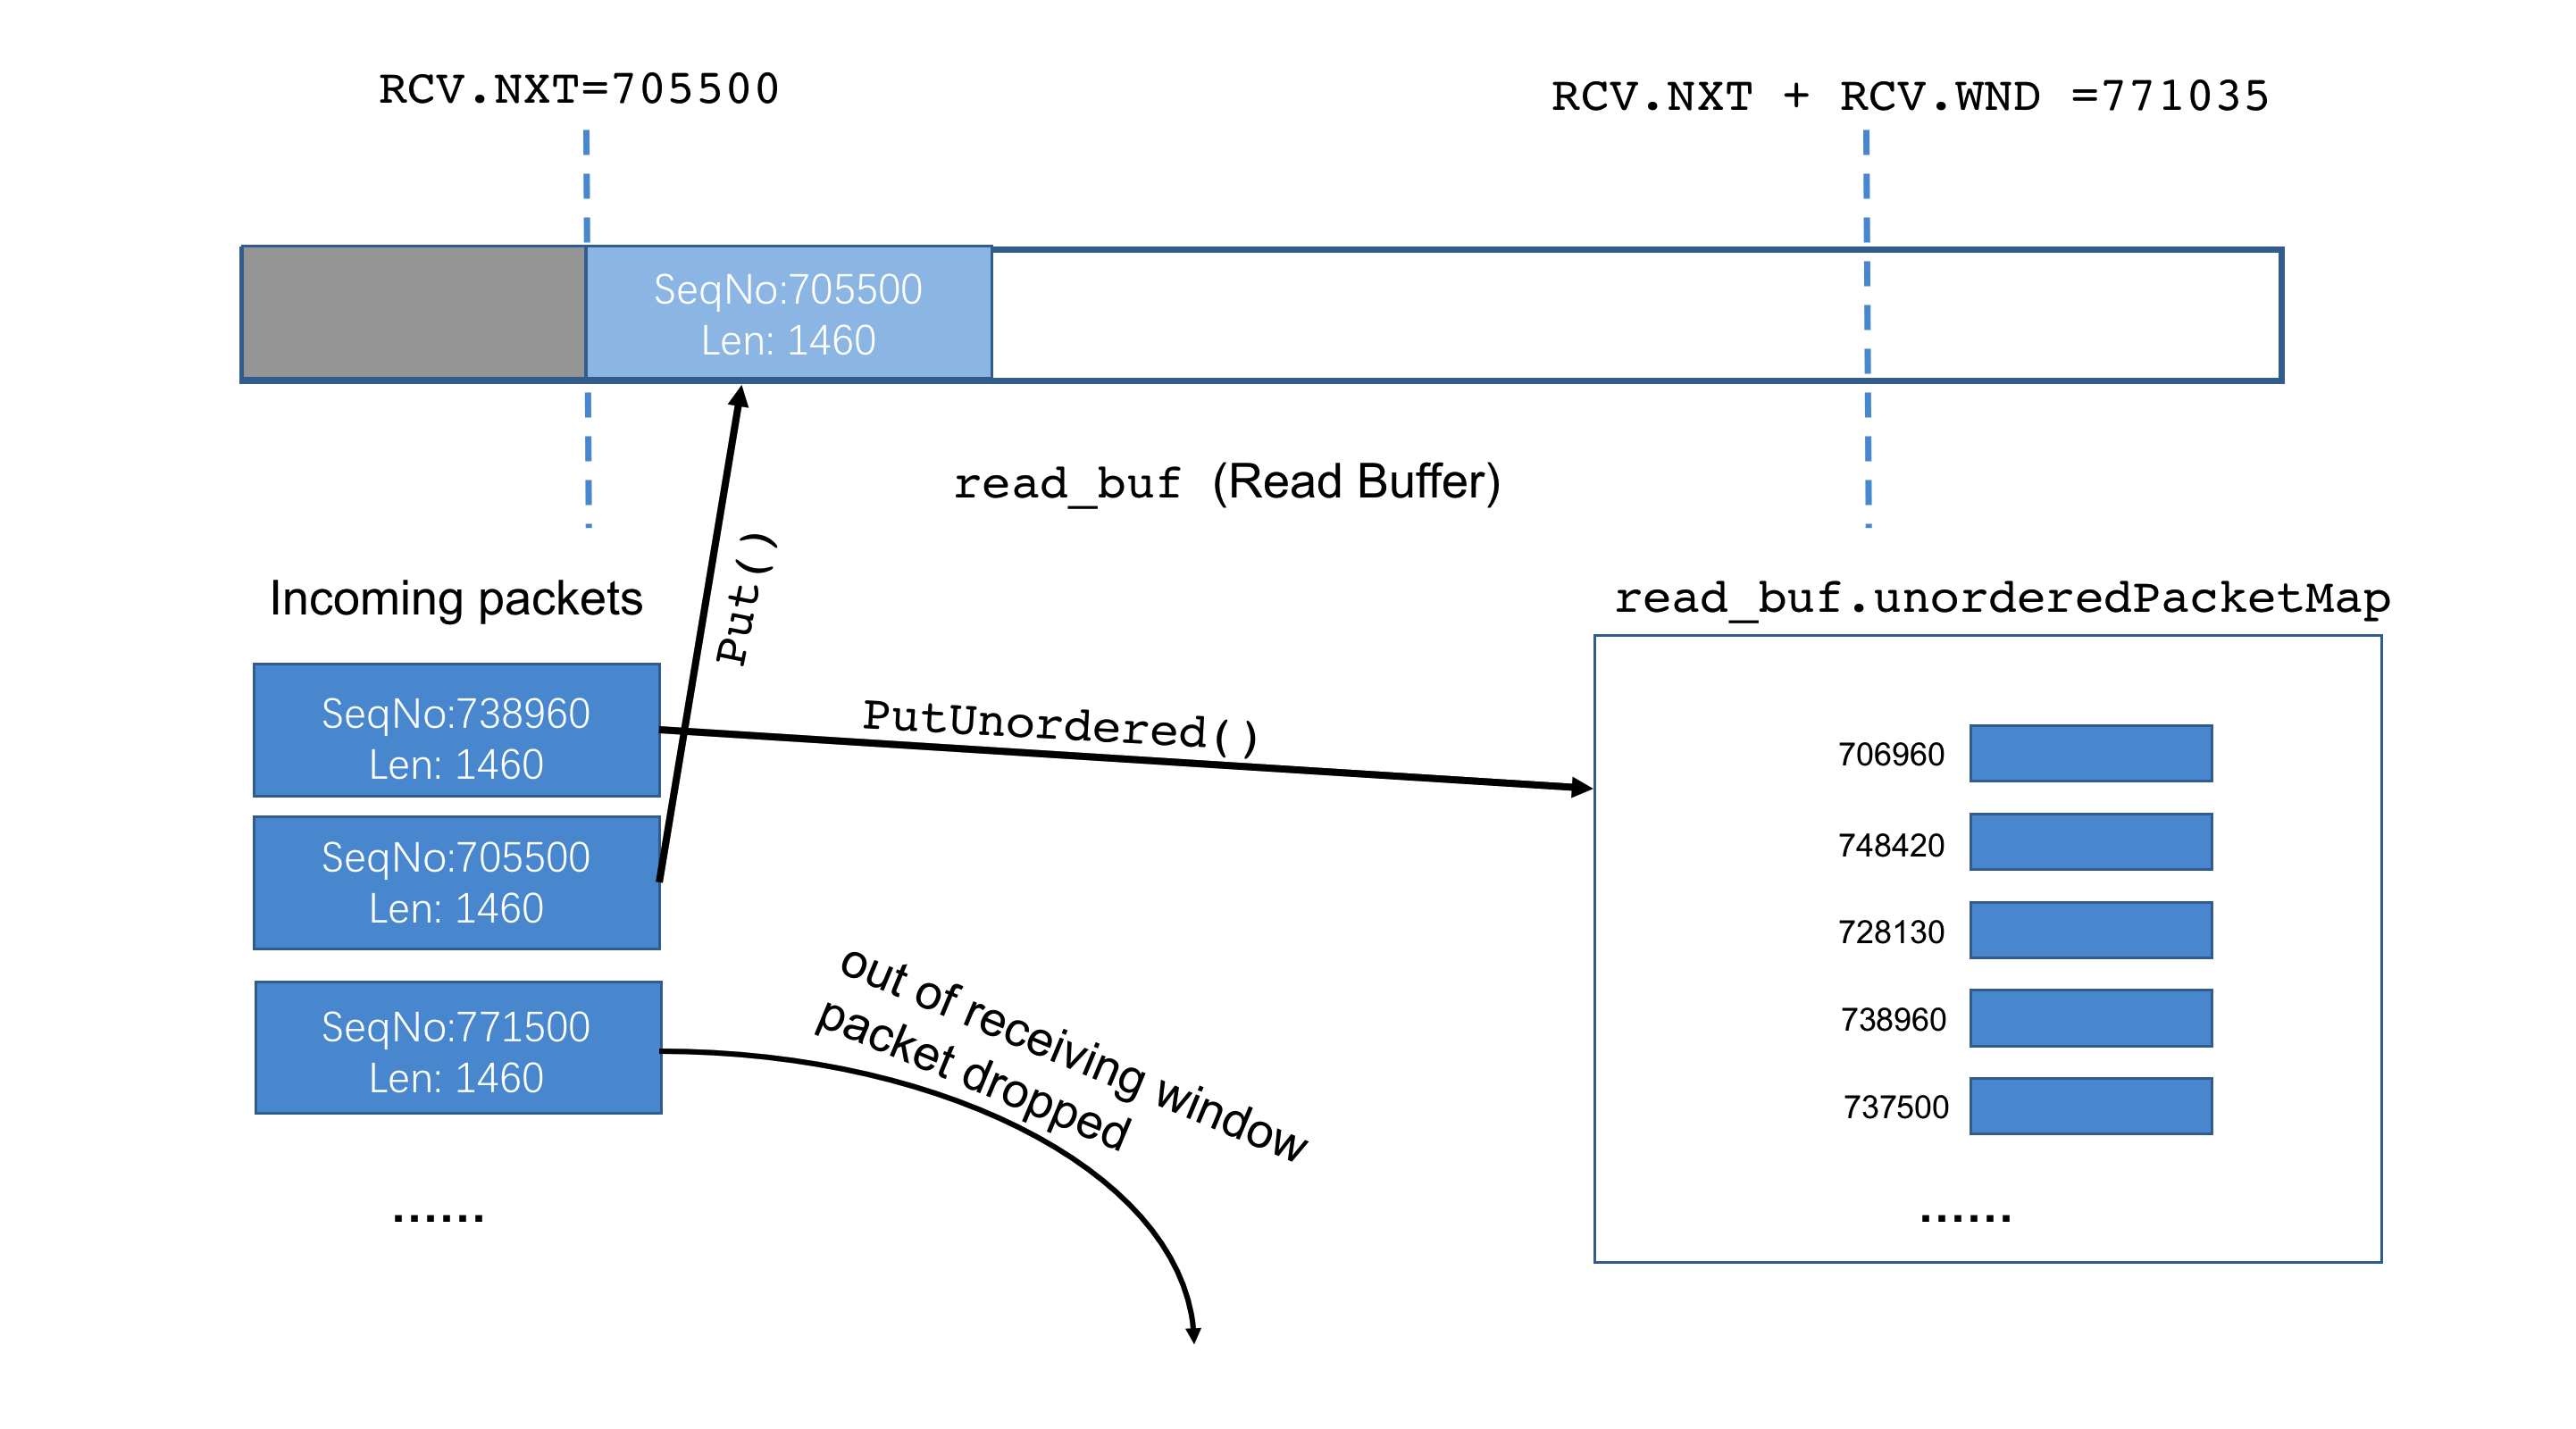 RCV.NXT=705500
RCV.NXT + RCV.WND =771035
SeqNo:705500
Len: 1460
read_buf (Read Buffer)
Put()
Incoming packets
read_buf.unorderedPacketMap
SeqNo:738960
Len: 1460
PutUnordered()
SeqNo:705500
Len: 1460
SeqNo:771500
Len: 1460
......
out of receiving window
packet dropped
706960
748420
728130
738960
737500
......